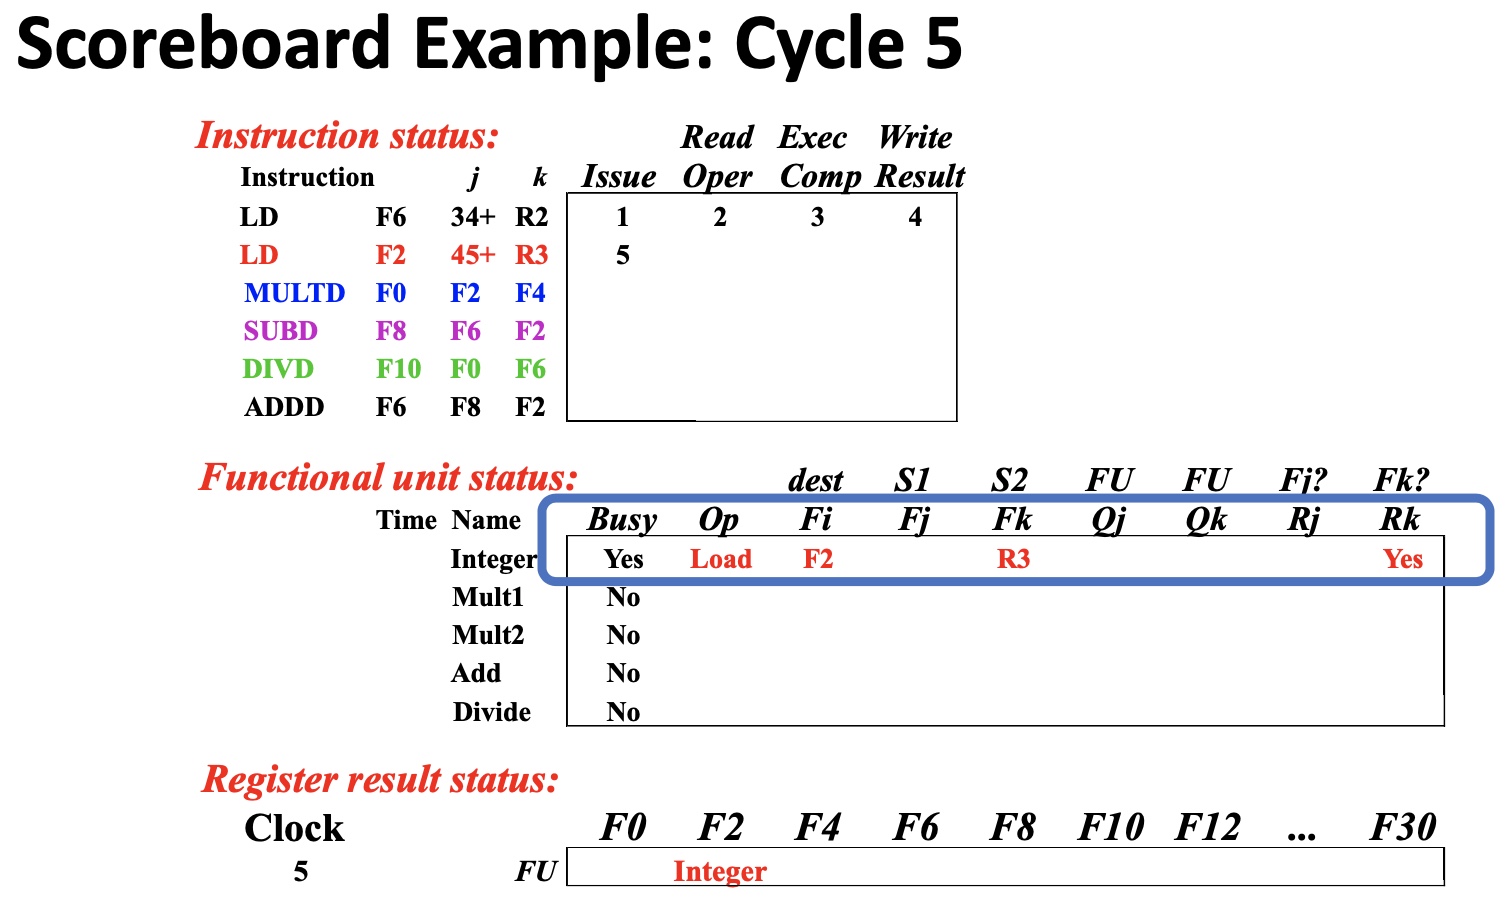 Scoreboard Example: Cycle 5
Instruction status: Read Exec Write
Instruction j k Issue Oper Comp Result
LD F6 34+ R2 1 2 3 4
LD F2 45+ R3 5
MULTD F0 F2 F4
SUBD F8 F6 F2
DIVD F10 F0 F6
ADDD F6 F8 F2
Functional unit status: dest S1 S2 FU FU Fj? Fk?
Time Name Busy Op Fi Fj Fk Qj Qk Rj Rk
Integer Yes Load F2 R3 Yes
Mult1 No
Mult2 No
Add No
Divide No
Register result status:
Clock F0 F2 F4 F6 F8 F10 F12 ... F30
5 FU Integer